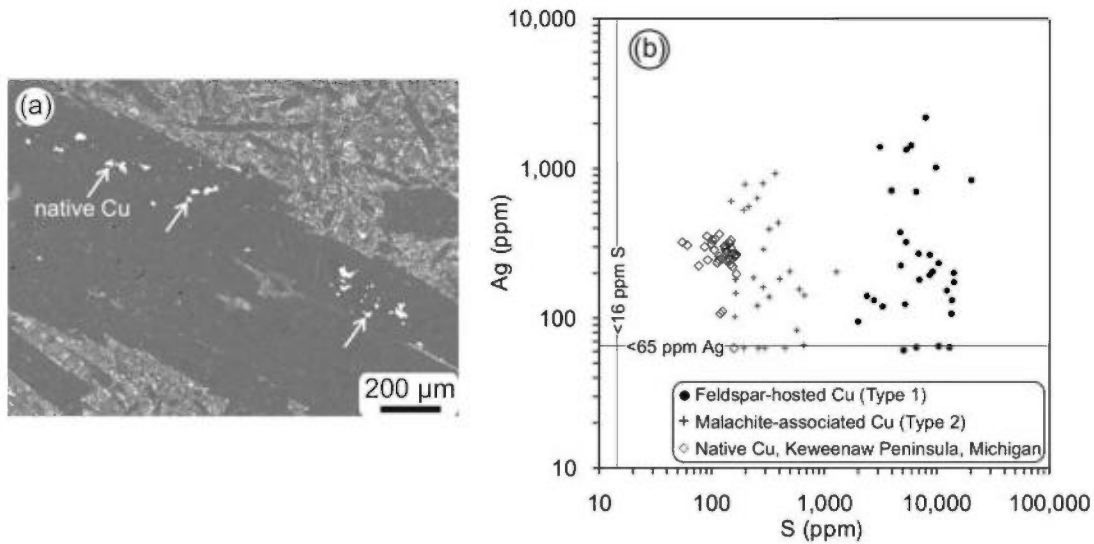 (a)
native Cu
200 μm
(b)
10,000
1,000
100
10
Ag (ppm)
<16 ppm S
<65 ppm Ag
Feldspar-hosted Cu (Type 1)
Malachite-associated Cu (Type 2)
Native Cu, Keweenaw Peninsula, Michigan
10 100 1,000 10,000 100,000
S (ppm)